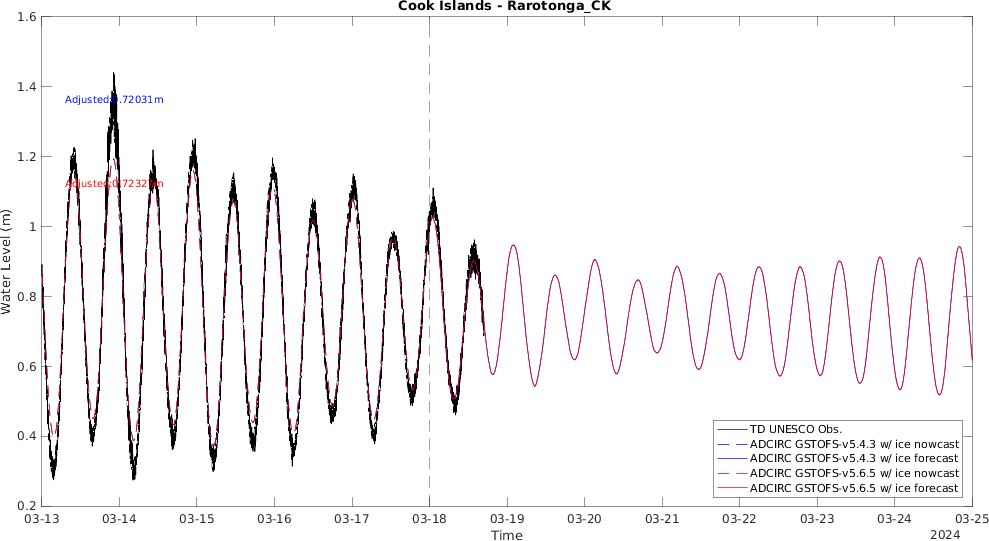 Cook Islands - Rarotonga_CK
1.6
1.4
1.2
1
0.8
0.6
0.4
0.2
Water Level (m)
Adjusted:0.72031m
Adjusted:0.72327m
TD UNESCO Obs.
ADCIRC GSTOFS-v5.4.3 w/ ice nowcast
ADCIRC GSTOFS-v5.4.3 w/ ice forecast
ADCIRC GSTOFS-v5.6.5 w/ ice nowcast
ADCIRC GSTOFS-v5.6.5 w/ ice forecast
03-13 03-14 03-15 03-16 03-17 03-18 03-19 03-20 03-21 03-22 03-23 03-24 03-25
Time
2024